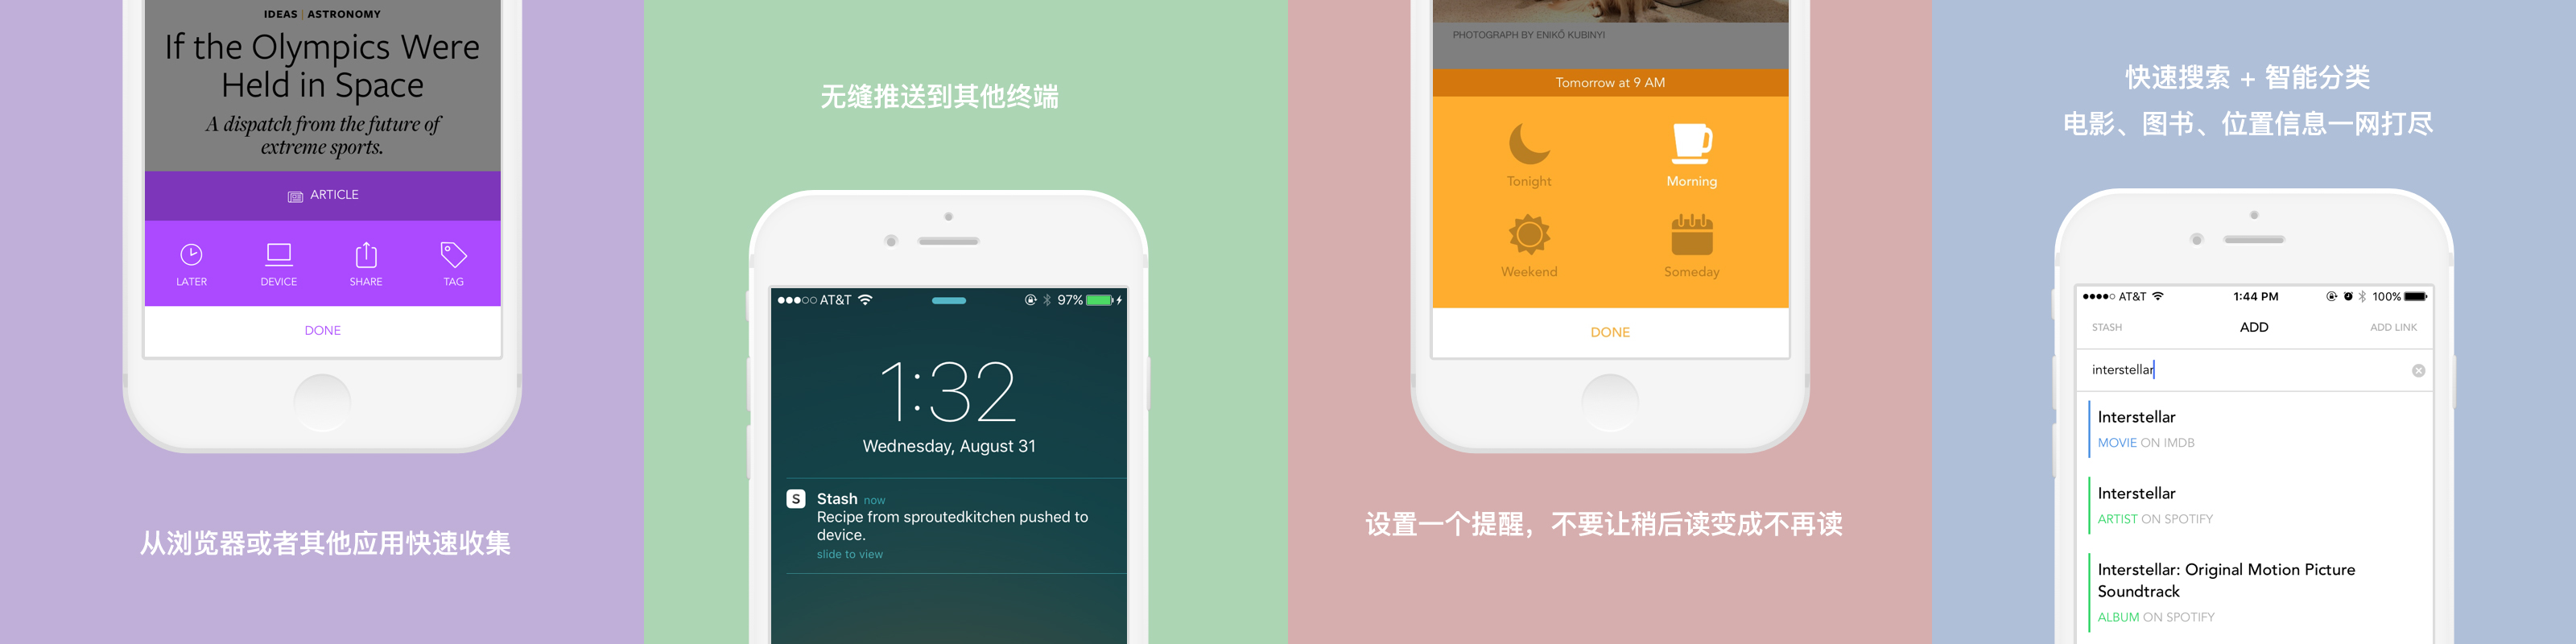 IDEAS | ASTRONOMY
If the Olympics Were
Held in Space
A dispatch from the future of
extreme sports.
ARTICLE
LATER
DEVICE
SHARE
TAG
DONE
从浏览器或者其他应用快速收集
无缝推送到其他终端
AT&T
97%
1:32
Wednesday, August 31
S
Stash now
Recipe from sproutedkitchen pushed to
device.
slide to view
PHOTOGRAPH BY ENIKŐ KUBINYI
Tomorrow at 9 AM
Tonight
Morning
Weekend
Someday
DONE
设置一个提醒，不要让稍后读变成不再读
快速搜索 + 智能分类
电影、图书、位置信息一网打尽
AT&T
1:44 PM
100%
STASH
ADD
ADD LINK
interstellar
Interstellar
MOVIE ON IMDB
Interstellar
ARTIST ON SPOTIFY
Interstellar: Original Motion Picture
Soundtrack
ALBUM ON SPOTIFY